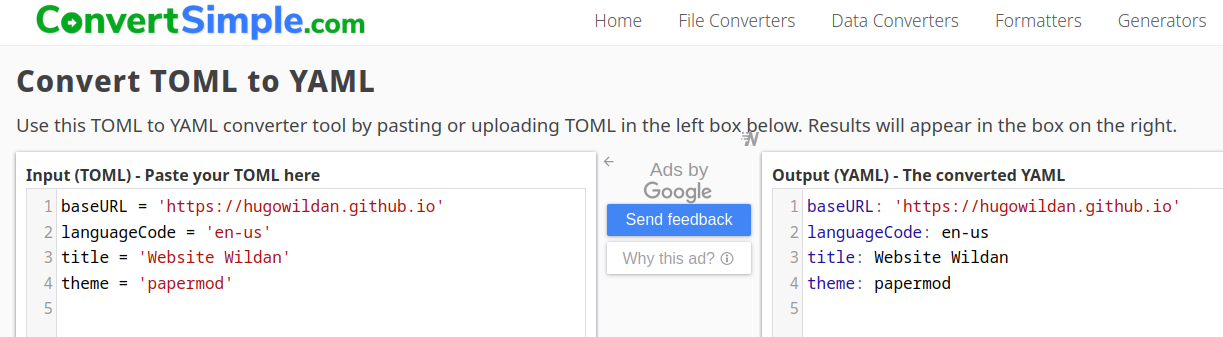 ConvertSimple.com
Home File Converters Data Converters Formatters Generators
Convert TOML to YAML
Use this TOML to YAML converter tool by pasting or uploading TOML in the left box below. Results will appear in the box on the right.
Input (TOML) - Paste your TOML here
1 baseURL = 'https://hugowildan.github.io'
2 languageCode = 'en-us'
3 title = 'Website Wildan'
4 theme = 'papermod'
5
Ads by
Google
Send feedback
Why this ad?
Output (YAML) - The converted YAML
1 baseURL: 'https://hugowildan.github.io'
2 languageCode: en-us
3 title: Website Wildan
4 theme: papermod
5